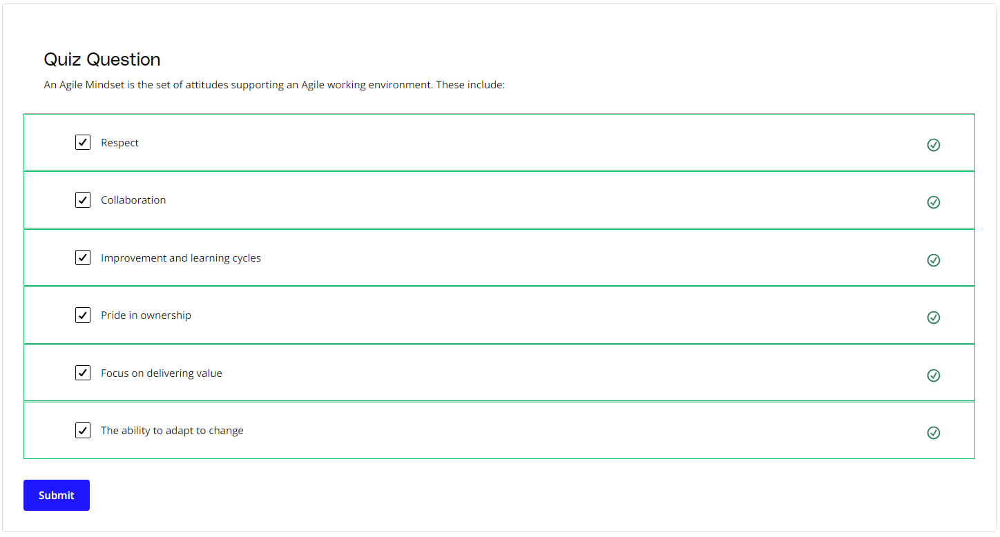 Quiz Question
An Agile Mindset is the set of attitudes supporting an Agile working environment. These include:
Respect
Collaboration
Improvement and learning cycles
Pride in ownership
Focus on delivering value
The ability to adapt to change
Submit